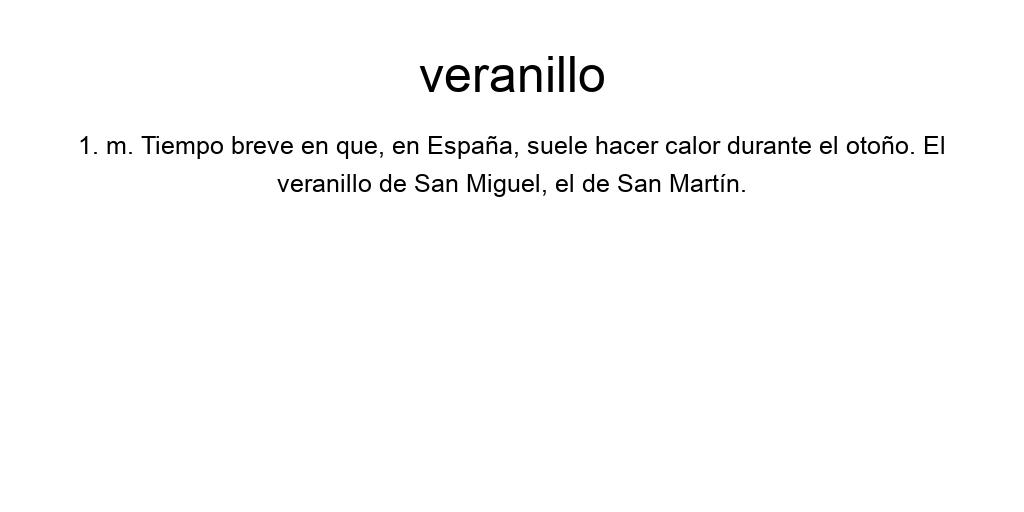 veranillo
1. m. Tiempo breve en que, en España, suele hacer calor durante el otoño. El
veranillo de San Miguel, el de San Martín.